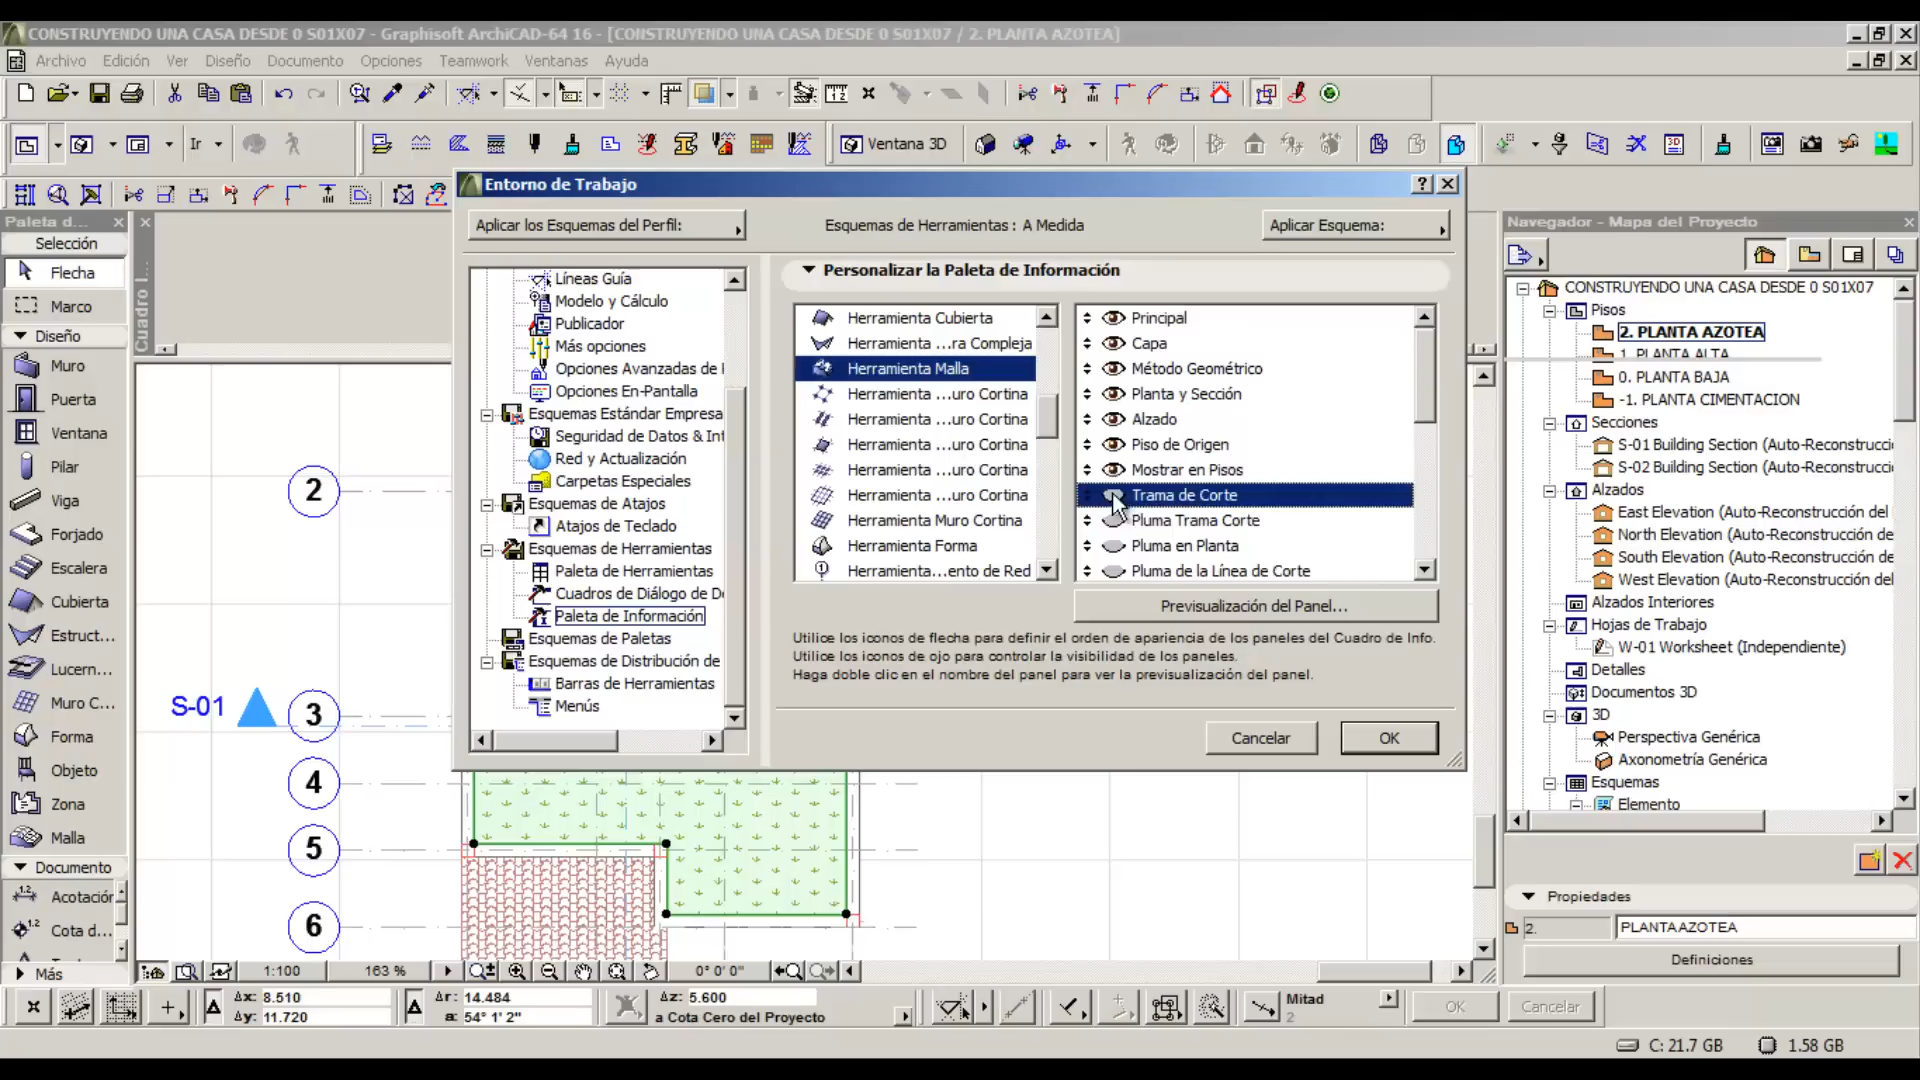 CONSTRUYENDO UNA CASA DESDE 0 S01X07 - Graphisoft ArchiCAD-64 16 - [CONSTRUYENDO UNA CASA DESDE 0 S01X07 / 2. PLANTA AZOTEA]
Archivo Edición Ver Diseño Documento Opciones Teamwork Ventanas Ayuda
Ir
Ventana 3D
Paleta d...
Selección
Flecha
Marco
Diseño
Muro
Puerta
Ventana
Pilar
Viga
Forjado
Escalera
Cubierta
Estruct...
Lucern...
Muro C...
Forma
Objeto
Zona
Malla
Documento
Acotación
Cota d...
Más
Cuadro I...
2
S-01
3
4
5
6
Entorno de Trabajo
Aplicar los Esquemas del Perfil:
Esquemas de Herramientas : A Medida
Aplicar Esquema:
Líneas Guía
Modelo y Cálculo
Publicador
Más opciones
Opciones Avanzadas de
Opciones En-Pantalla
Esquemas Estándar Empresa
Seguridad de Datos & Int
Red y Actualización
Carpetas Especiales
Esquemas de Atajos
Atajos de Teclado
Esquemas de Herramientas
Paleta de Herramientas
Cuadros de Diálogo de De
Paleta de Información
Esquemas de Paletas
Esquemas de Distribución de
Barras de Herramientas
Menús
Personalizar la Paleta de Información
Herramienta Cubierta
Herramienta ...ra Compleja
Herramienta Malla
Herramienta ...uro Cortina
Herramienta ...uro Cortina
Herramienta ...uro Cortina
Herramienta ...uro Cortina
Herramienta ...uro Cortina
Herramienta Muro Cortina
Herramienta Forma
Herramienta...ento de Red
Principal
Capa
Método Geométrico
Planta y Sección
Alzado
Piso de Origen
Mostrar en Pisos
Trama de Corte
Pluma Trama Corte
Pluma en Planta
Pluma de la Línea de Corte
Previsualización del Panel...
Utilice los iconos de flecha para definir el orden de apariencia de los paneles del Cuadro de Info.
Utilice los iconos de ojo para controlar la visibilidad de los paneles.
Haga doble clic en el nombre del panel para ver la previsualización del panel.
Cancelar
OK
Navegador - Mapa del Proyecto
CONSTRUYENDO UNA CASA DESDE 0 S01X07
Pisos
2. PLANTA AZOTEA
1. PLANTA ALTA
0. PLANTA BAJA
-1. PLANTA CIMENTACION
Secciones
S-01 Building Section (Auto-Reconstrucci
S-02 Building Section (Auto-Reconstrucci
Alzados
East Elevation (Auto-Reconstrucción del
North Elevation (Auto-Reconstrucción de
South Elevation (Auto-Reconstrucción de
West Elevation (Auto-Reconstrucción del
Alzados Interiores
Hojas de Trabajo
W-01 Worksheet (Independiente)
Detalles
Documentos 3D
3D
Perspectiva Genérica
Axonometría Genérica
Esquemas
Elemento
Propiedades
2.
PLANTA AZOTEA
Definiciones
1:100
163 %
0° 0' 0"
Δx: 8.510
Δy: 11.720
Δr: 14.484
a: 54° 1' 2"
Δz: 5.600
a Cota Cero del Proyecto
Mitad
2
OK
Cancelar
C: 21.7 GB
1.58 GB